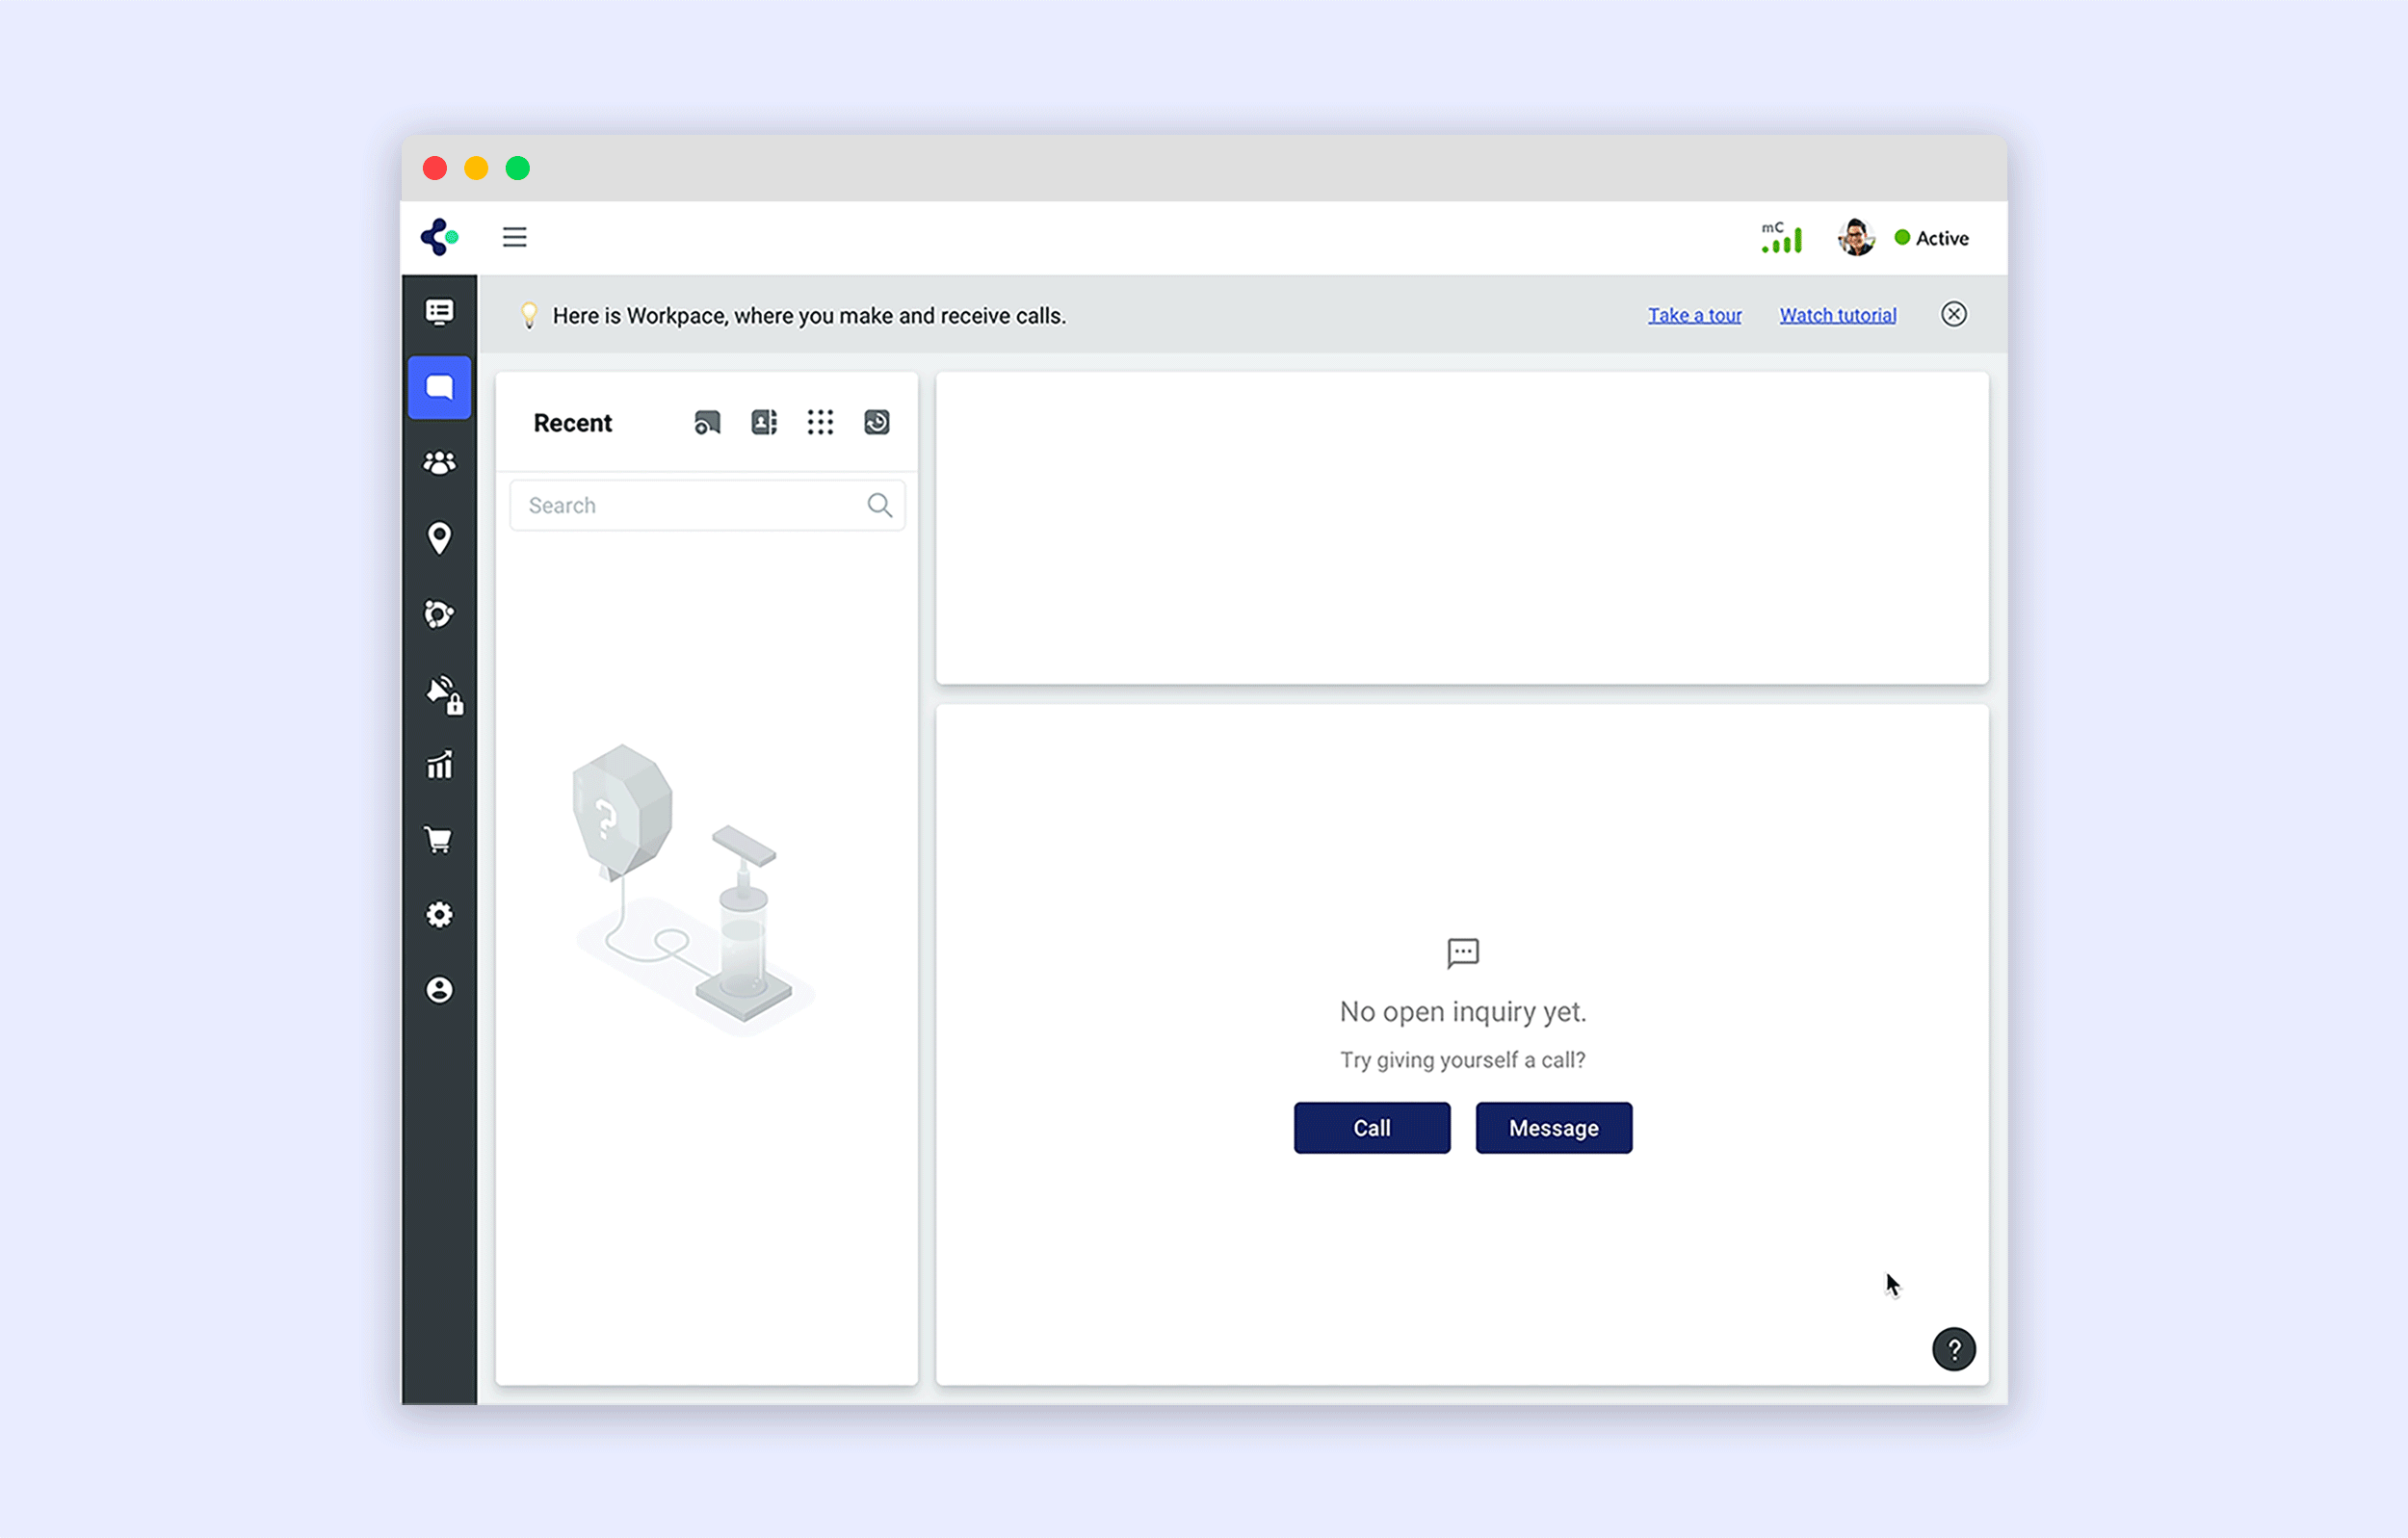 mC
Active
Here is Workpace, where you make and receive calls.
Take a tour
Watch tutorial
Recent
Search
?
No open inquiry yet.
Try giving yourself a call?
Call
Message
?